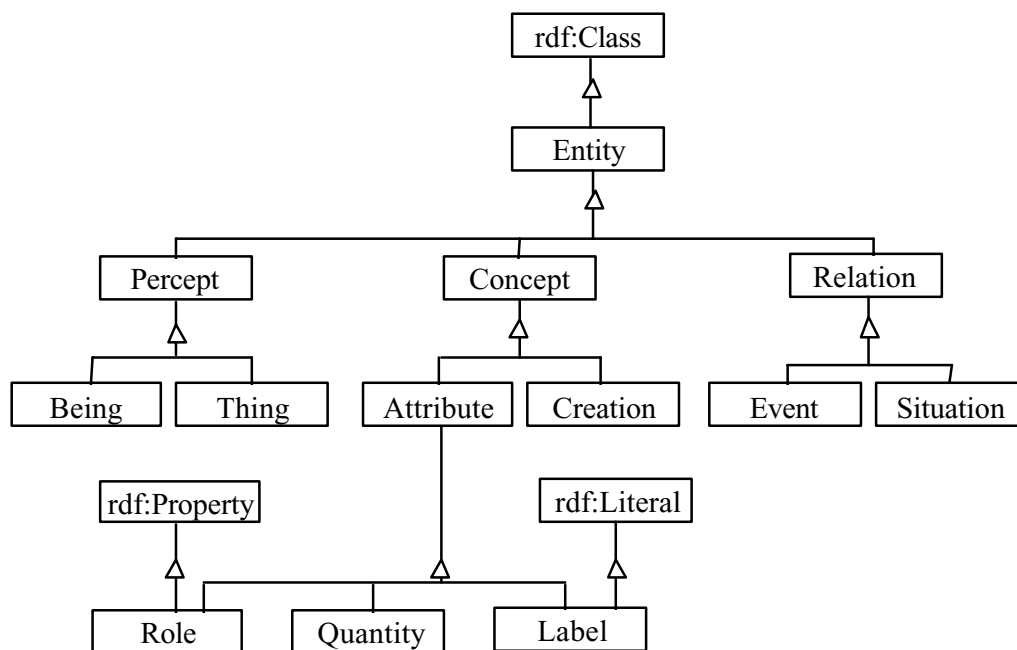 rdf:Class
Entity
Percept
Concept
Relation
Being
Thing
Attribute
Creation
Event
Situation
rdf:Property
rdf:Literal
Role
Quantity
Label